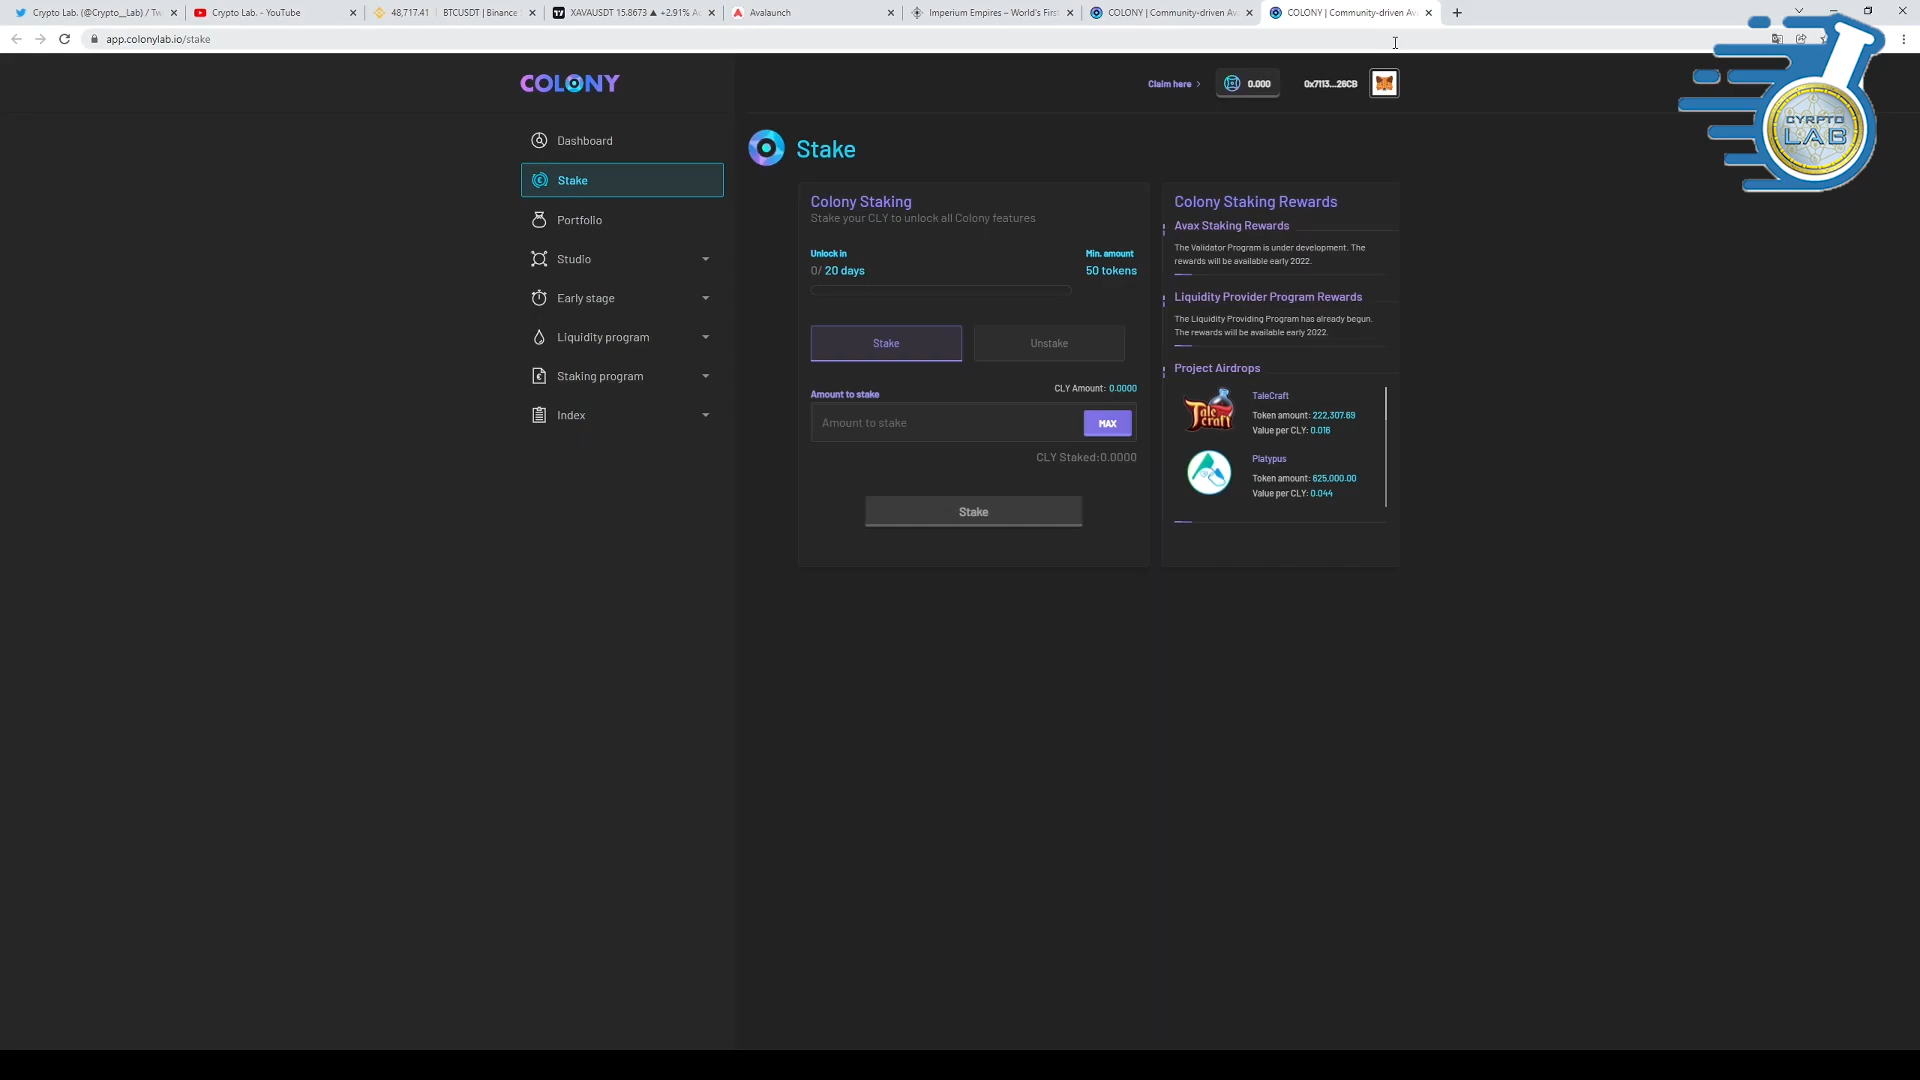 Crypto Lab. (@Crypto__Lab) / Tw
Crypto Lab. - YouTube
48,717.41 | BTCUSDT | Binance
XAVAUSDT 15.8673 ▲ +2.91%
Avalaunch
Imperium Empires – World's First
COLONY | Community-driven Av
COLONY | Community-driven Av
app.colonylab.io/stake
COLONY
Claim here >
0.000
0x7113...26CB
CYRPTO
LAB
Dashboard
Stake
Portfolio
Studio
Early stage
Liquidity program
Staking program
Index
Stake
Colony Staking
Stake your CLY to unlock all Colony features
Unlock in
0/ 20 days
Min. amount
50 tokens
Stake
Unstake
Amount to stake
CLY Amount: 0.0000
Amount to stake
MAX
CLY Staked:0.0000
Stake
Colony Staking Rewards
Avax Staking Rewards
The Validator Program is under development. The
rewards will be available early 2022.
Liquidity Provider Program Rewards
The Liquidity Providing Program has already begun.
The rewards will be available early 2022.
Project Airdrops
Tale
Craft
TaleCraft
Token amount: 222,307.69
Value per CLY: 0.016
Platypus
Token amount: 625,000.00
Value per CLY: 0.044